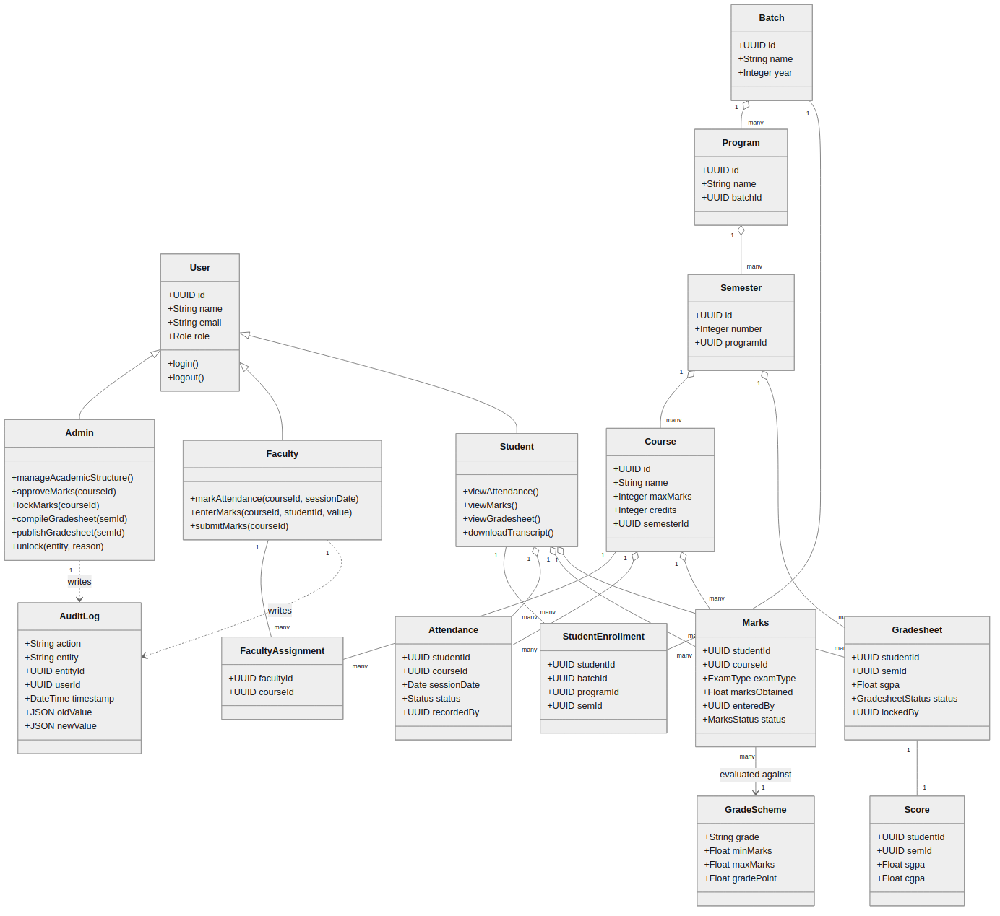 Batch
+UUID id
+String name
+Integer year
1
1
manv
Program
+UUID id
+String name
+UUID batchId
1
manv
Semester
+UUID id
+Integer number
+UUID programId
1
1
manv
User
+UUID id
+String name
+String email
+Role role
+login()
+logout()
Admin
+manageAcademicStructure()
+approveMarks(courseId)
+lockMarks(courseId)
+compileGradesheet(semId)
+publishGradesheet(semId)
+unlock(entity, reason)
1
writes
Faculty
+markAttendance(courseId, sessionDate)
+enterMarks(courseId, studentId, value)
+submitMarks(courseId)
1
1
writes
manv
Student
+viewAttendance()
+viewMarks()
+viewGradesheet()
+downloadTranscript()
1
1
1
1
Course
+UUID id
+String name
+Integer maxMarks
+Integer credits
+UUID semesterId
1
1
1
manv
AuditLog
+String action
+String entity
+UUID entityId
+UUID userId
+DateTime timestamp
+JSON oldValue
+JSON newValue
FacultyAssignment
+UUID facultyId
+UUID courseId
manv
Attendance
+UUID studentId
+UUID courseId
+Date sessionDate
+Status status
+UUID recordedBy
manv
manv
manv
StudentEnrollment
+UUID studentId
+UUID batchId
+UUID programId
+UUID semId
manv
Marks
+UUID studentId
+UUID courseId
+ExamType examType
+Float marksObtained
+UUID enteredBy
+MarksStatus status
Gradesheet
+UUID studentId
+UUID semId
+Float sgpa
+GradesheetStatus status
+UUID lockedBy
manv
evaluated against
1
1
1
GradeScheme
+String grade
+Float minMarks
+Float maxMarks
+Float gradePoint
Score
+UUID studentId
+UUID semId
+Float sgpa
+Float cgpa